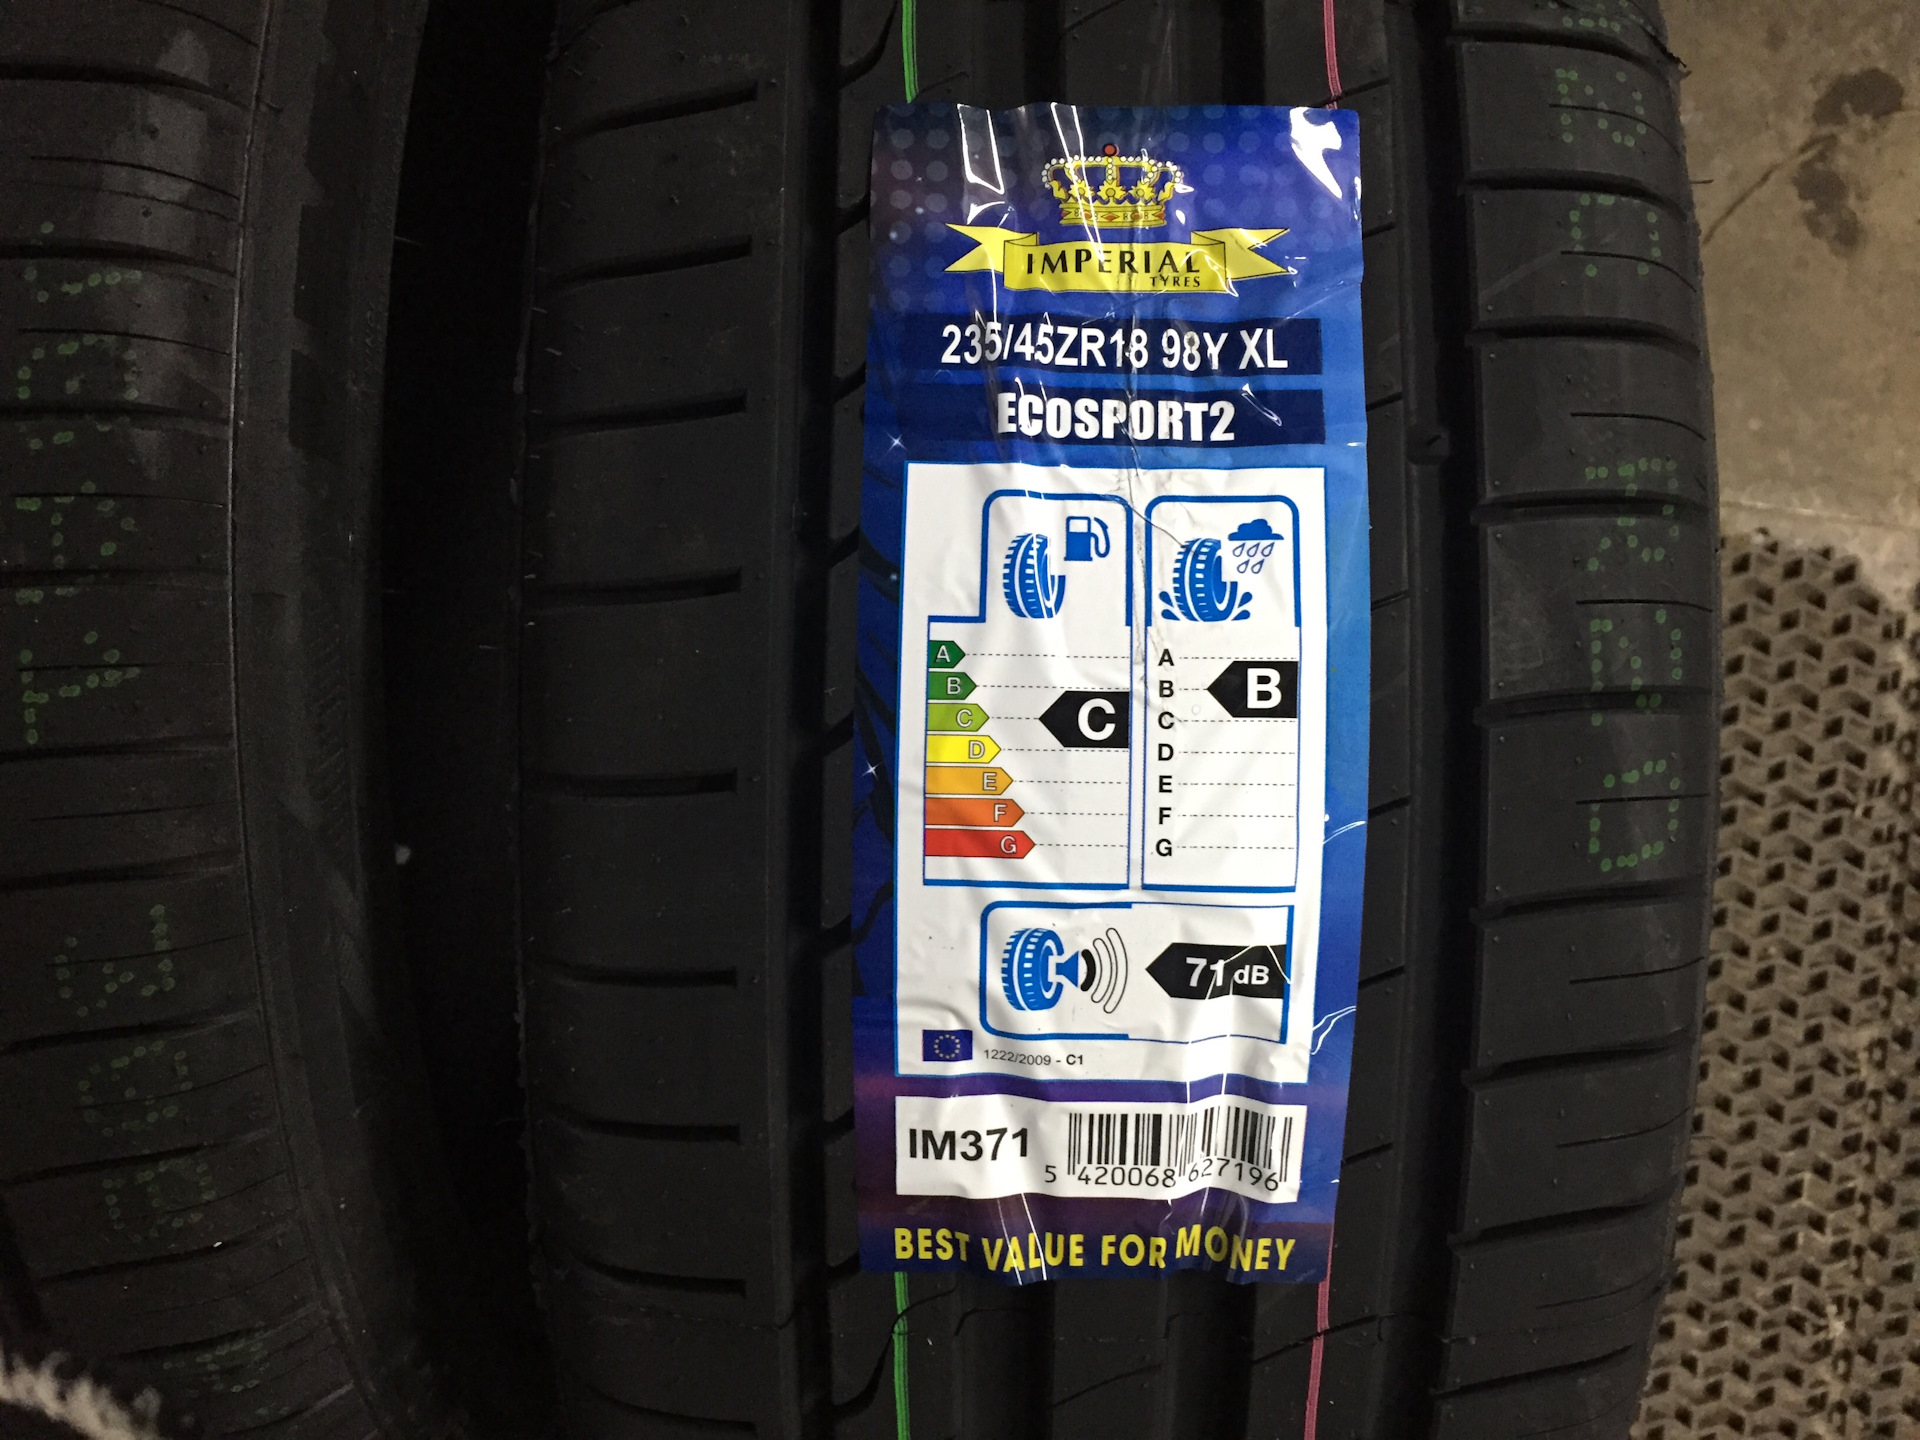 IMPERIAL
TYRES
235/45ZR18 98Y XL
ECOSPORT2
A
B
C
D
E
F
G
C
A
B
C
D
E
F
G
B
71 dB
1222/2009 - C1
IM371
5 420068 627196
BEST VALUE FOR MONEY